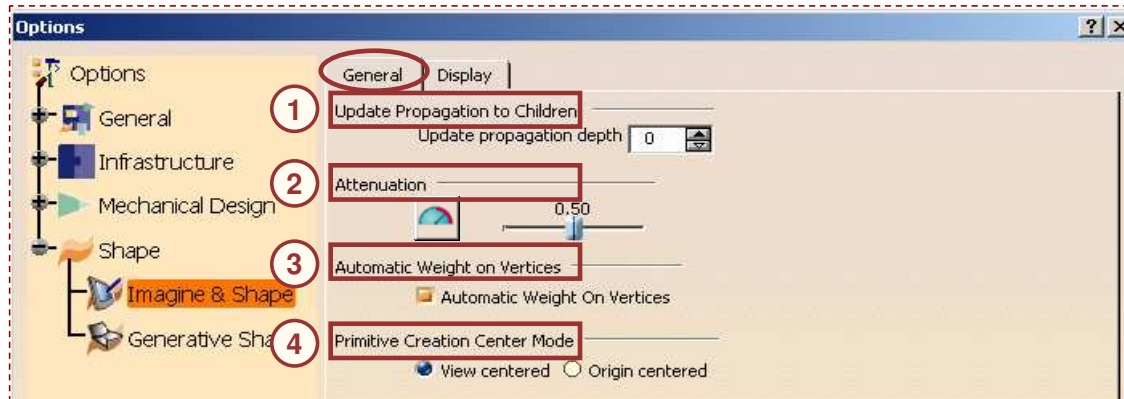 Options
Options
General
Infrastructure
Mechanical Design
Shape
Imagine & Shape
Generative Sha
General Display
1 Update Propagation to Children
Update propagation depth 0
2 Attenuation
0.50
3 Automatic Weight on Vertices
Automatic Weight On Vertices
4 Primitive Creation Center Mode
View centered Origin centered